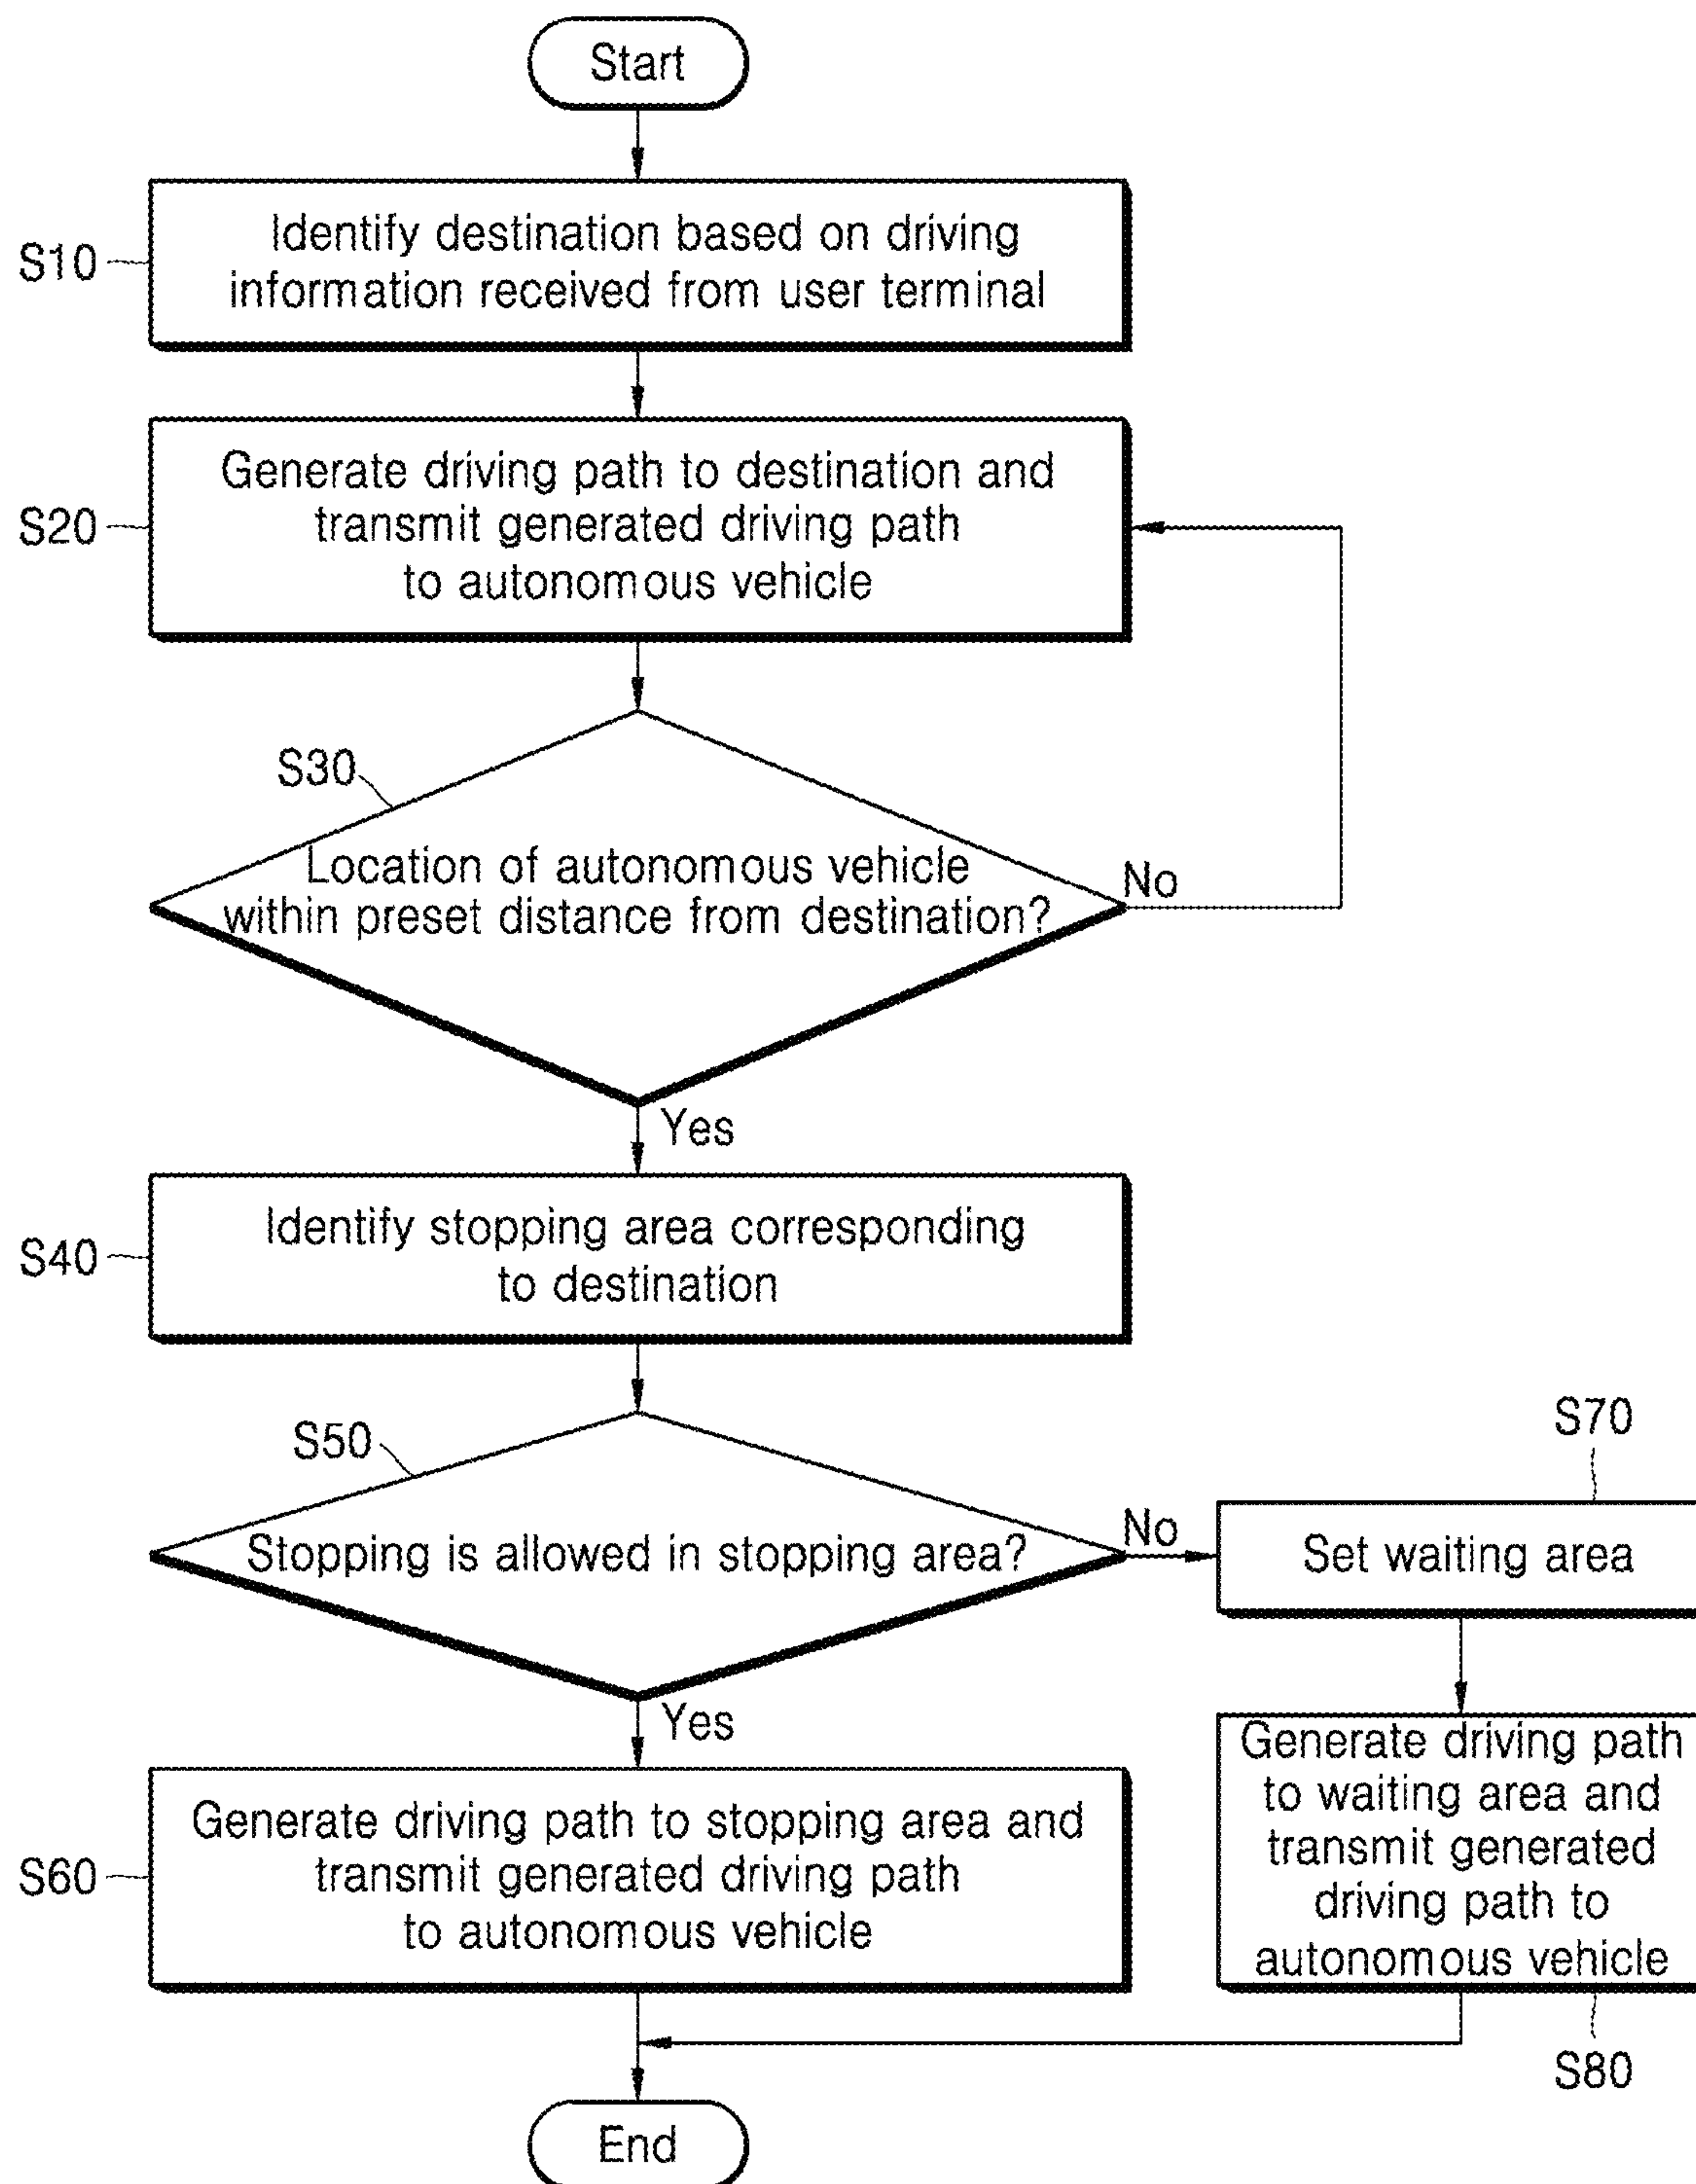 Start
S10
Identify destination based on driving
information received from user terminal
S20
Generate driving path to destination and
transmit generated driving path
to autonomous vehicle
S30
Location of autonomous vehicle
within preset distance from destination?
No
Yes
S40
Identify stopping area corresponding
to destination
S50
Stopping is allowed in stopping area?
No
S70
Set waiting area
Yes
S60
Generate driving path to stopping area and
transmit generated driving path
to autonomous vehicle
Generate driving path
to waiting area and
transmit generated
driving path to
autonomous vehicle
S80
End